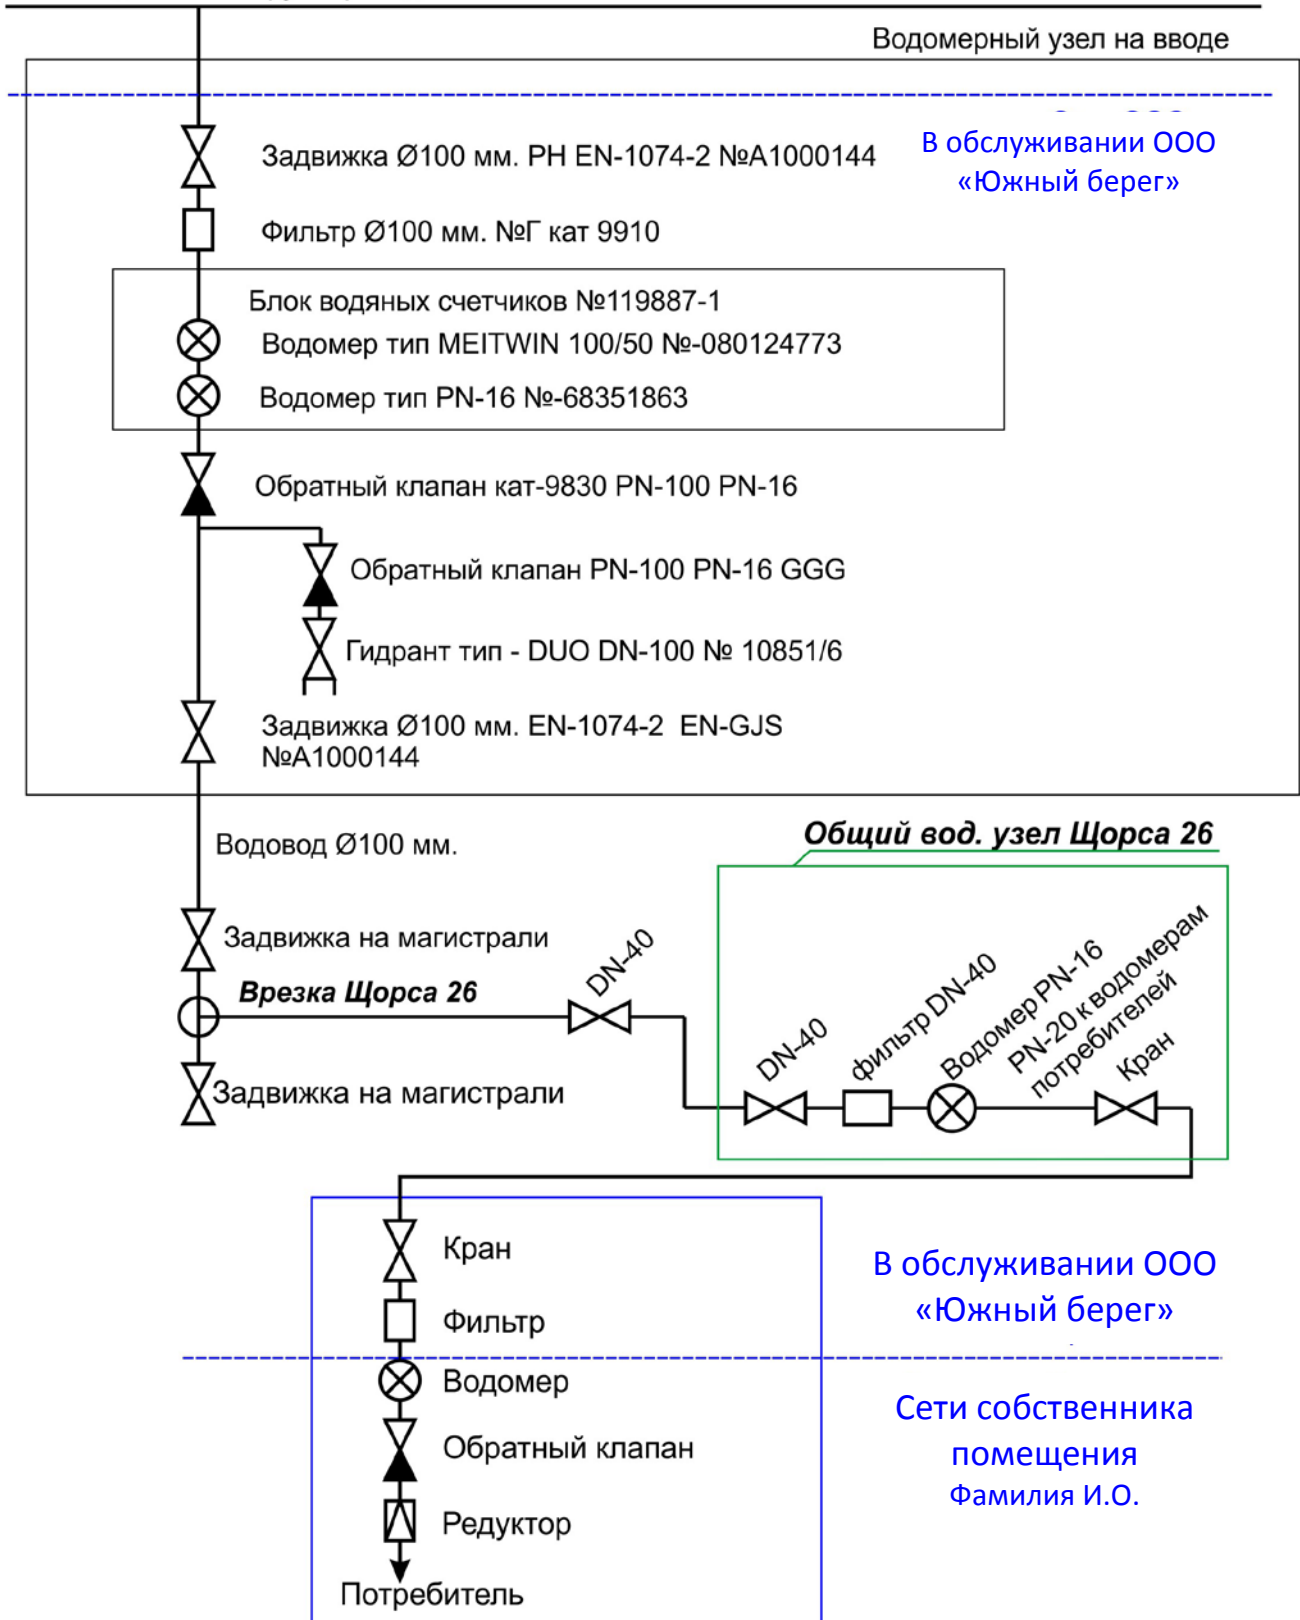 Водомерный узел на вводе
В обслуживании ООО
«Южный берег»
Задвижка Ø100 мм. PH EN-1074-2 №A1000144
Фильтр Ø100 мм. №Г кат 9910
Блок водяных счетчиков №119887-1
Водомер тип MEITWIN 100/50 №-080124773
Водомер тип PN-16 №-68351863
Обратный клапан кат-9830 PN-100 PN-16
Обратный клапан PN-100 PN-16 GGG
Гидрант тип - DUO DN-100 № 10851/6
Задвижка Ø100 мм. EN-1074-2 EN-GJS
№A1000144
Водовод Ø100 мм.
Общий вод. узел Щорса 26
Задвижка на магистрали
Врезка Щорса 26
DN-40
Задвижка на магистрали
DN-40
фильтр DN-40
Водомер PN-16
PN-20 к водомерам
потребителей
Кран
Кран
Фильтр
В обслуживании ООО
«Южный берег»
Водомер
Обратный клапан
Редуктор
Потребитель
Сети собственника
помещения
Фамилия И.О.